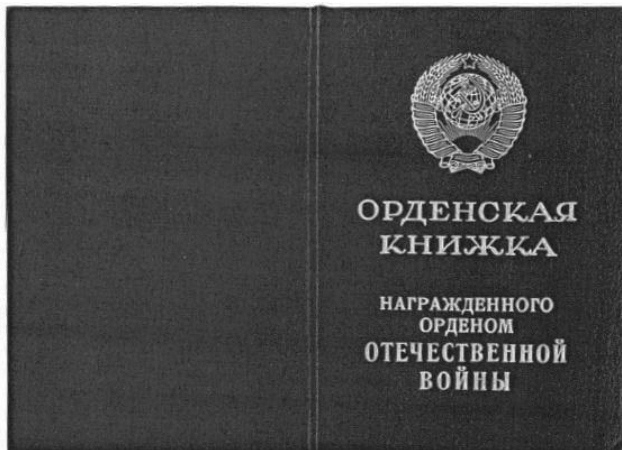 ОРДЕНСКАЯ
КНИЖКА
НАГРАЖДЕННОГО
ОРДЕНОМ
ОТЕЧЕСТВЕННОЙ
ВОЙНЫ